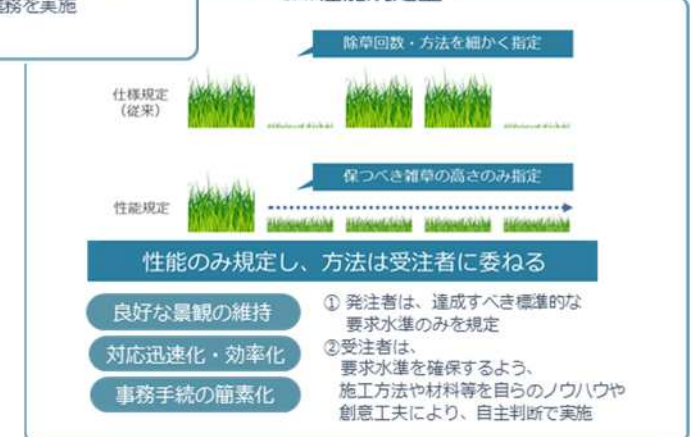 業務を実施
除草回数・方法を細かく指定
仕様規定
(従来)
保つべき雑草の高さのみ指定
性能規定
性能のみ規定し、方法は受注者に委ねる
良好な景観の維持
対応迅速化・効率化
事務手続の簡素化
① 発注者は、達成すべき標準的な
要求水準のみを規定
②受注者は、
要求水準を確保するよう、
施工方法や材料等を自らのノウハウや
創意工夫により、自主判断で実施